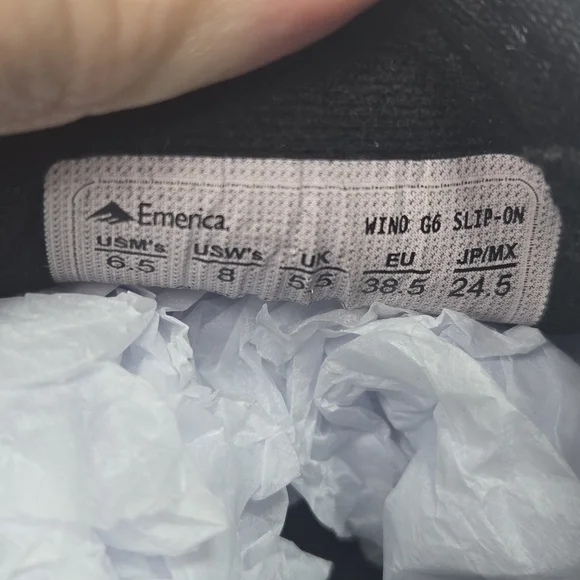 Emerica. WINO G6 SLIP-ON
USM's USW's UK EU JP/MX
6.5 8 5.5 38.5 24.5